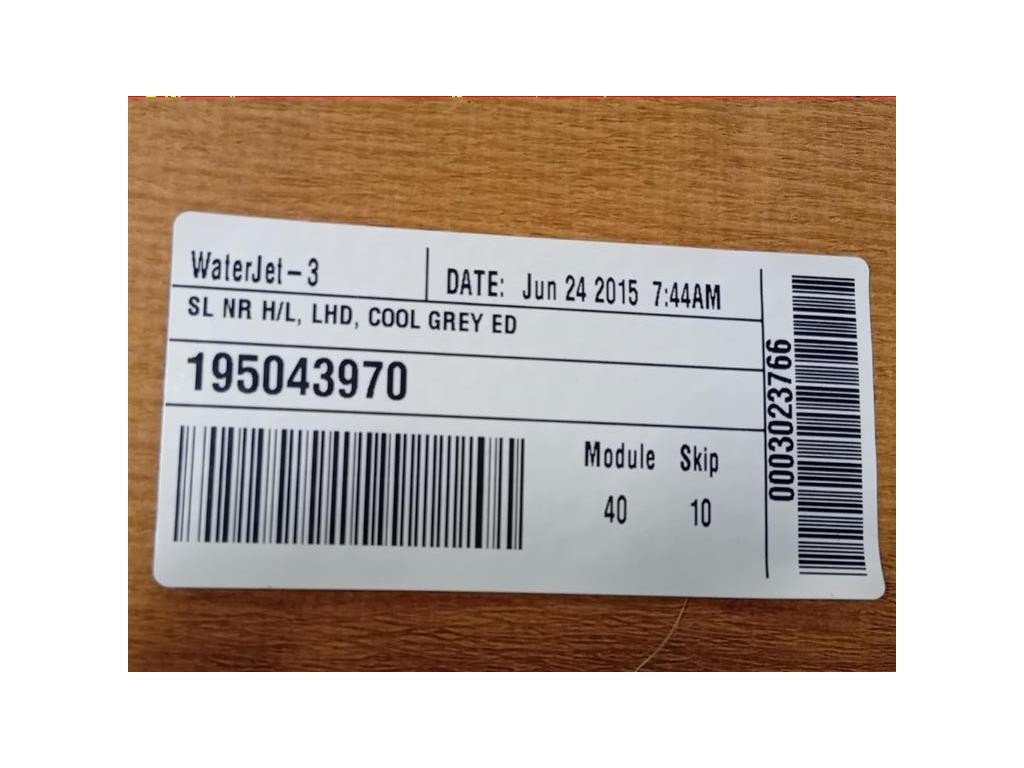 WaterJet-3
DATE: Jun 24 2015 7:44AM
SL NR H/L, LHD, COOL GREY ED
195043970
Module Skip
40 10
0003023766